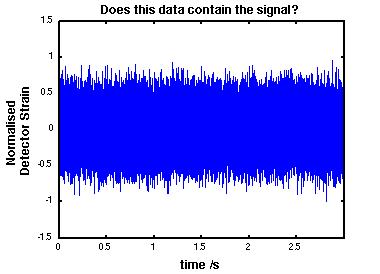 Does this data contain the signal?
1.5
1
0.5
0
-0.5
-1
-1.5
Normalised
Detector Strain
0 0.5 1 1.5 2 2.5
time /s